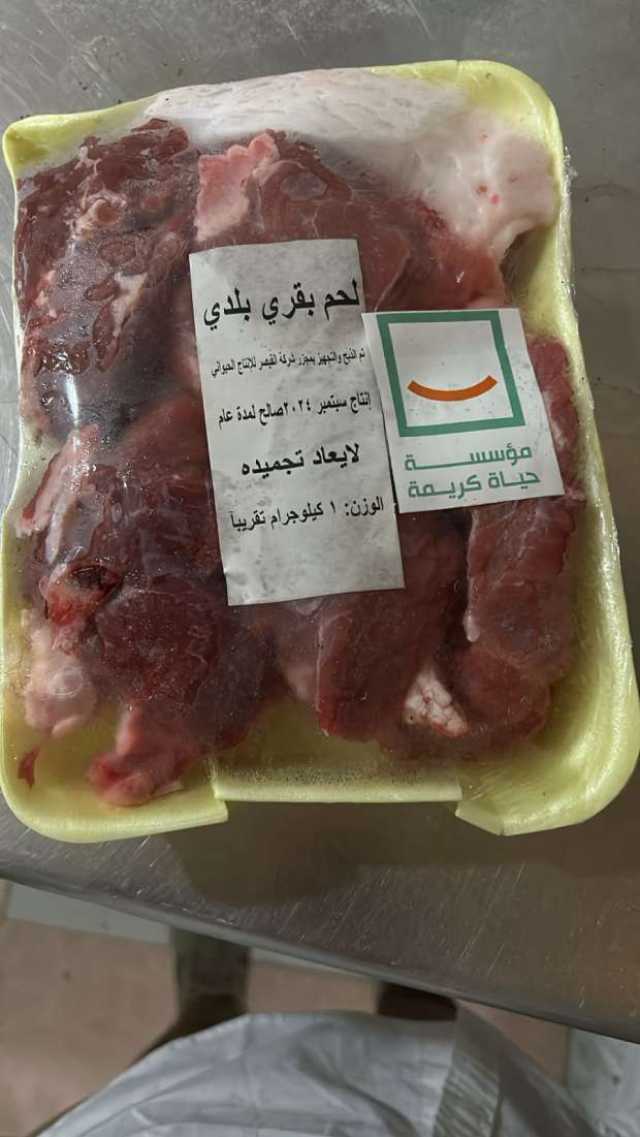 لحم بقري بلدي
تم الذبح والتجهيز بمجزر شركة القيصر للإنتاج الحيواني
إنتاج سبتمبر ٢٠٢٤ صالح لمدة عام
لايعاد تجميده
الوزن: ١ كيلوجرام تقريباً
مؤسسة
حياة كريمة